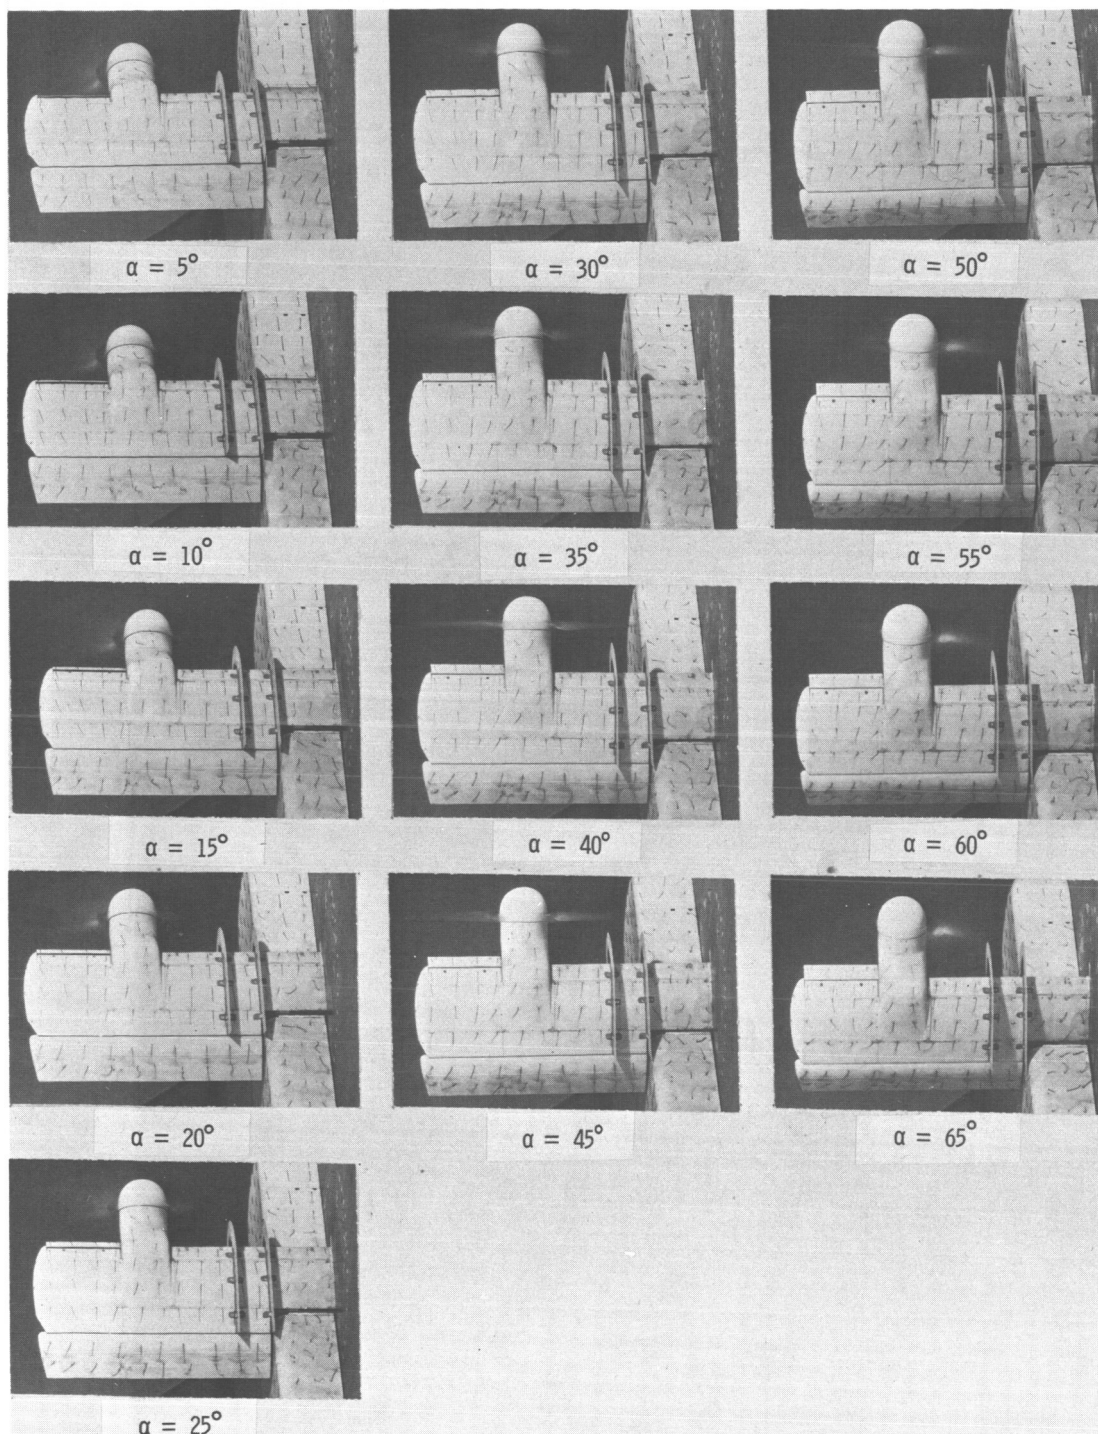 α = 5°
α = 30°
α = 50°
α = 10°
α = 35°
α = 55°
α = 15°
α = 40°
α = 60°
α = 20°
α = 45°
α = 65°
α = 25°